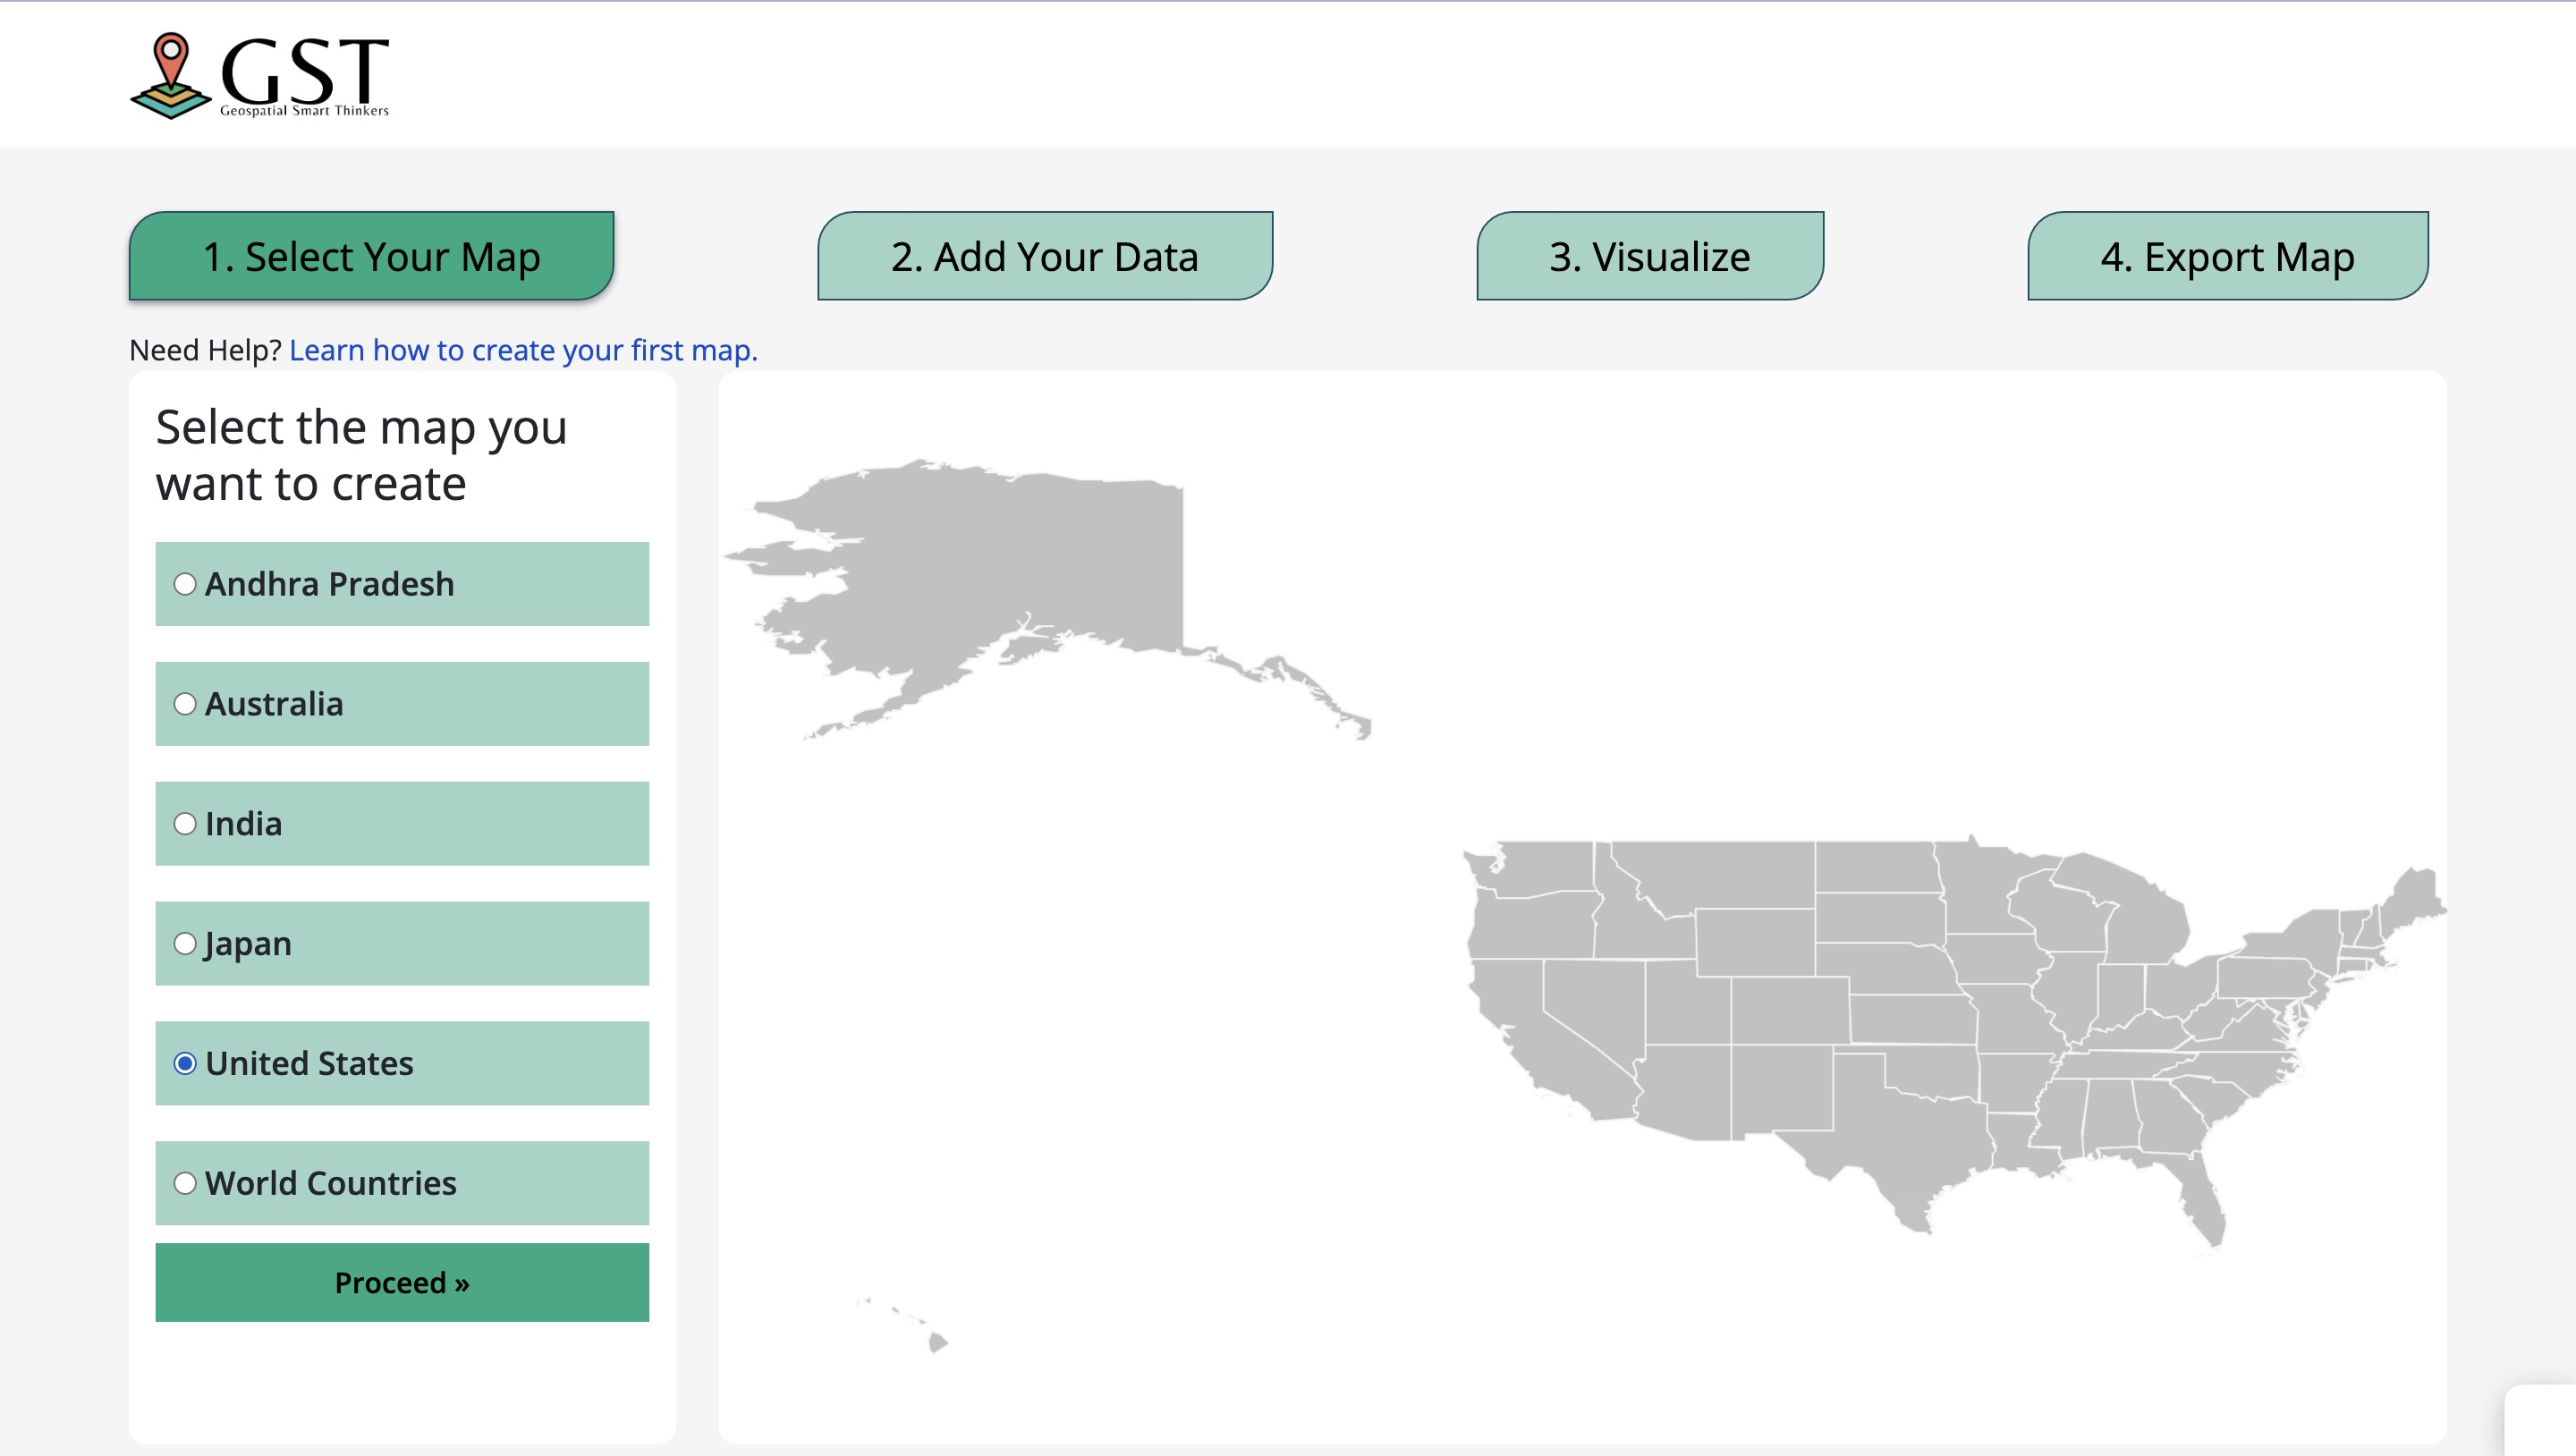 GST
Geospatial Smart Thinkers
1. Select Your Map
2. Add Your Data
3. Visualize
4. Export Map
Need Help? Learn how to create your first map.
Select the map you
want to create
Andhra Pradesh
Australia
India
Japan
United States
World Countries
Proceed »